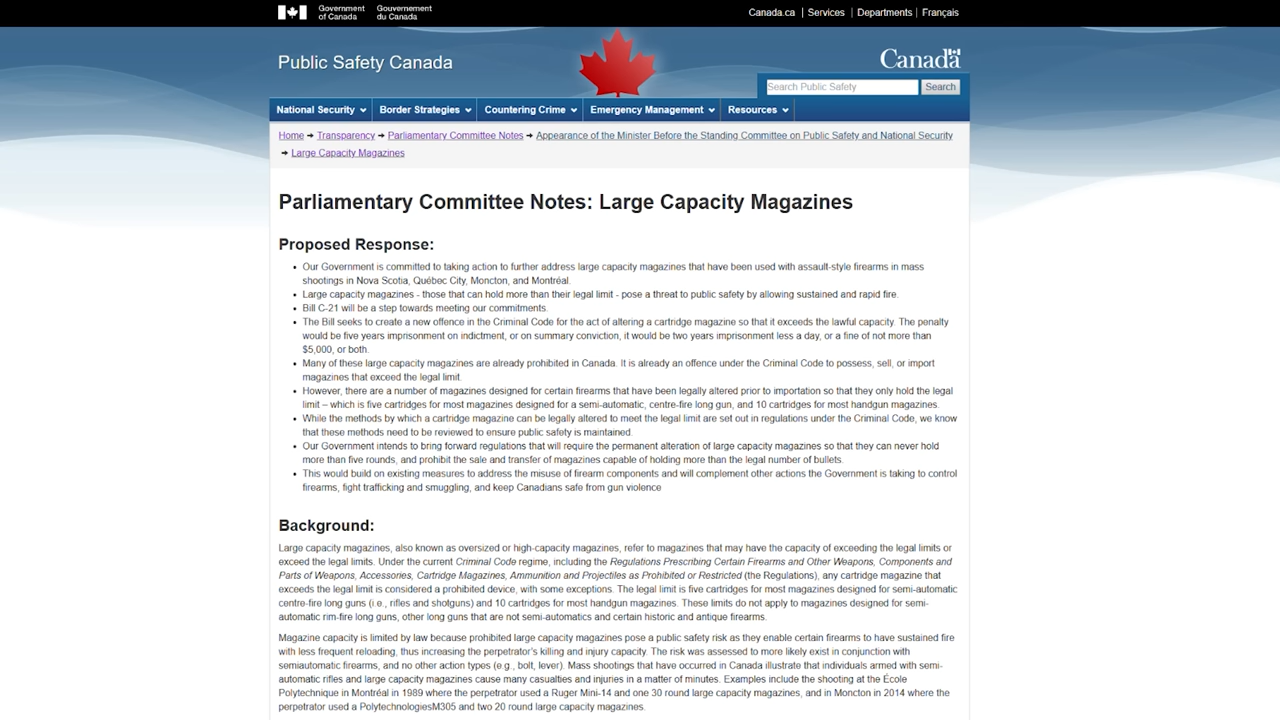 Government of Canada
Gouvernement du Canada
Canada.ca | Services | Departments | Français
Public Safety Canada
Canada
Search Public Safety Search
National Security Border Strategies Countering Crime Emergency Management Resources
Home → Transparency → Parliamentary Committee Notes → Appearance of the Minister Before the Standing Committee on Public Safety and National Security
→ Large Capacity Magazines
Parliamentary Committee Notes: Large Capacity Magazines
Proposed Response:
• Our Government is committed to taking action to further address large capacity magazines that have been used with assault-style firearms in mass
shootings in Nova Scotia, Québec City, Moncton, and Montréal.
• Large capacity magazines - those that can hold more than their legal limit - pose a threat to public safety by allowing sustained and rapid fire.
• Bill C-21 will be a step towards meeting our commitments.
• The Bill seeks to create a new offence in the Criminal Code for the act of altering a cartridge magazine so that it exceeds the lawful capacity. The penalty
would be five years imprisonment on indictment, or on summary conviction, it would be two years imprisonment less a day, or a fine of not more than
$5,000, or both.
• Many of these large capacity magazines are already prohibited in Canada. It is already an offence under the Criminal Code to possess, sell, or import
magazines that exceed the legal limit.
• However, there are a number of magazines designed for certain firearms that have been legally altered prior to importation so that they only hold the legal
limit – which is five cartridges for most magazines designed for a semi-automatic, centre-fire long gun, and 10 cartridges for most handgun magazines.
• While the methods by which a cartridge magazine can be legally altered to meet the legal limit are set out in regulations under the Criminal Code, we know
that these methods need to be reviewed to ensure public safety is maintained.
• Our Government intends to bring forward regulations that will require the permanent alteration of large capacity magazines so that they can never hold
more than five rounds, and prohibit the sale and transfer of magazines capable of holding more than the legal number of bullets.
• This would build on existing measures to address the misuse of firearm components and will complement other actions the Government is taking to control
firearms, fight trafficking and smuggling, and keep Canadians safe from gun violence
Background:
Large capacity magazines, also known as oversized or high-capacity magazines, refer to magazines that may have the capacity of exceeding the legal limits or
exceed the legal limits. Under the current Criminal Code regime, including the Regulations Prescribing Certain Firearms and Other Weapons, Components and
Parts of Weapons, Accessories, Cartridge Magazines, Ammunition and Projectiles as Prohibited or Restricted (the Regulations), any cartridge magazine that
exceeds the legal limit is considered a prohibited device, with some exceptions. The legal limit is five cartridges for most magazines designed for semi-automatic
centre-fire long guns (i.e., rifles and shotguns) and 10 cartridges for most handgun magazines. These limits do not apply to magazines designed for semi-
automatic rim-fire long guns, other long guns that are not semi-automatics and certain historic and antique firearms.
Magazine capacity is limited by law because prohibited large capacity magazines pose a public safety risk as they enable certain firearms to have sustained fire
with less frequent reloading, thus increasing the perpetrator's killing and injury capacity. The risk was assessed to more likely exist in conjunction with
semiautomatic firearms, and no other action types (e.g., bolt, lever). Mass shootings that have occurred in Canada illustrate that individuals armed with semi-
automatic rifles and large capacity magazines cause many casualties and injuries in a matter of minutes. Examples include the shooting at the École
Polytechnique in Montréal in 1989 where the perpetrator used a Ruger Mini-14 and one 30 round large capacity magazines, and in Moncton in 2014 where the
perpetrator used a PolytechnologiesM305 and two 20 round large capacity magazines.